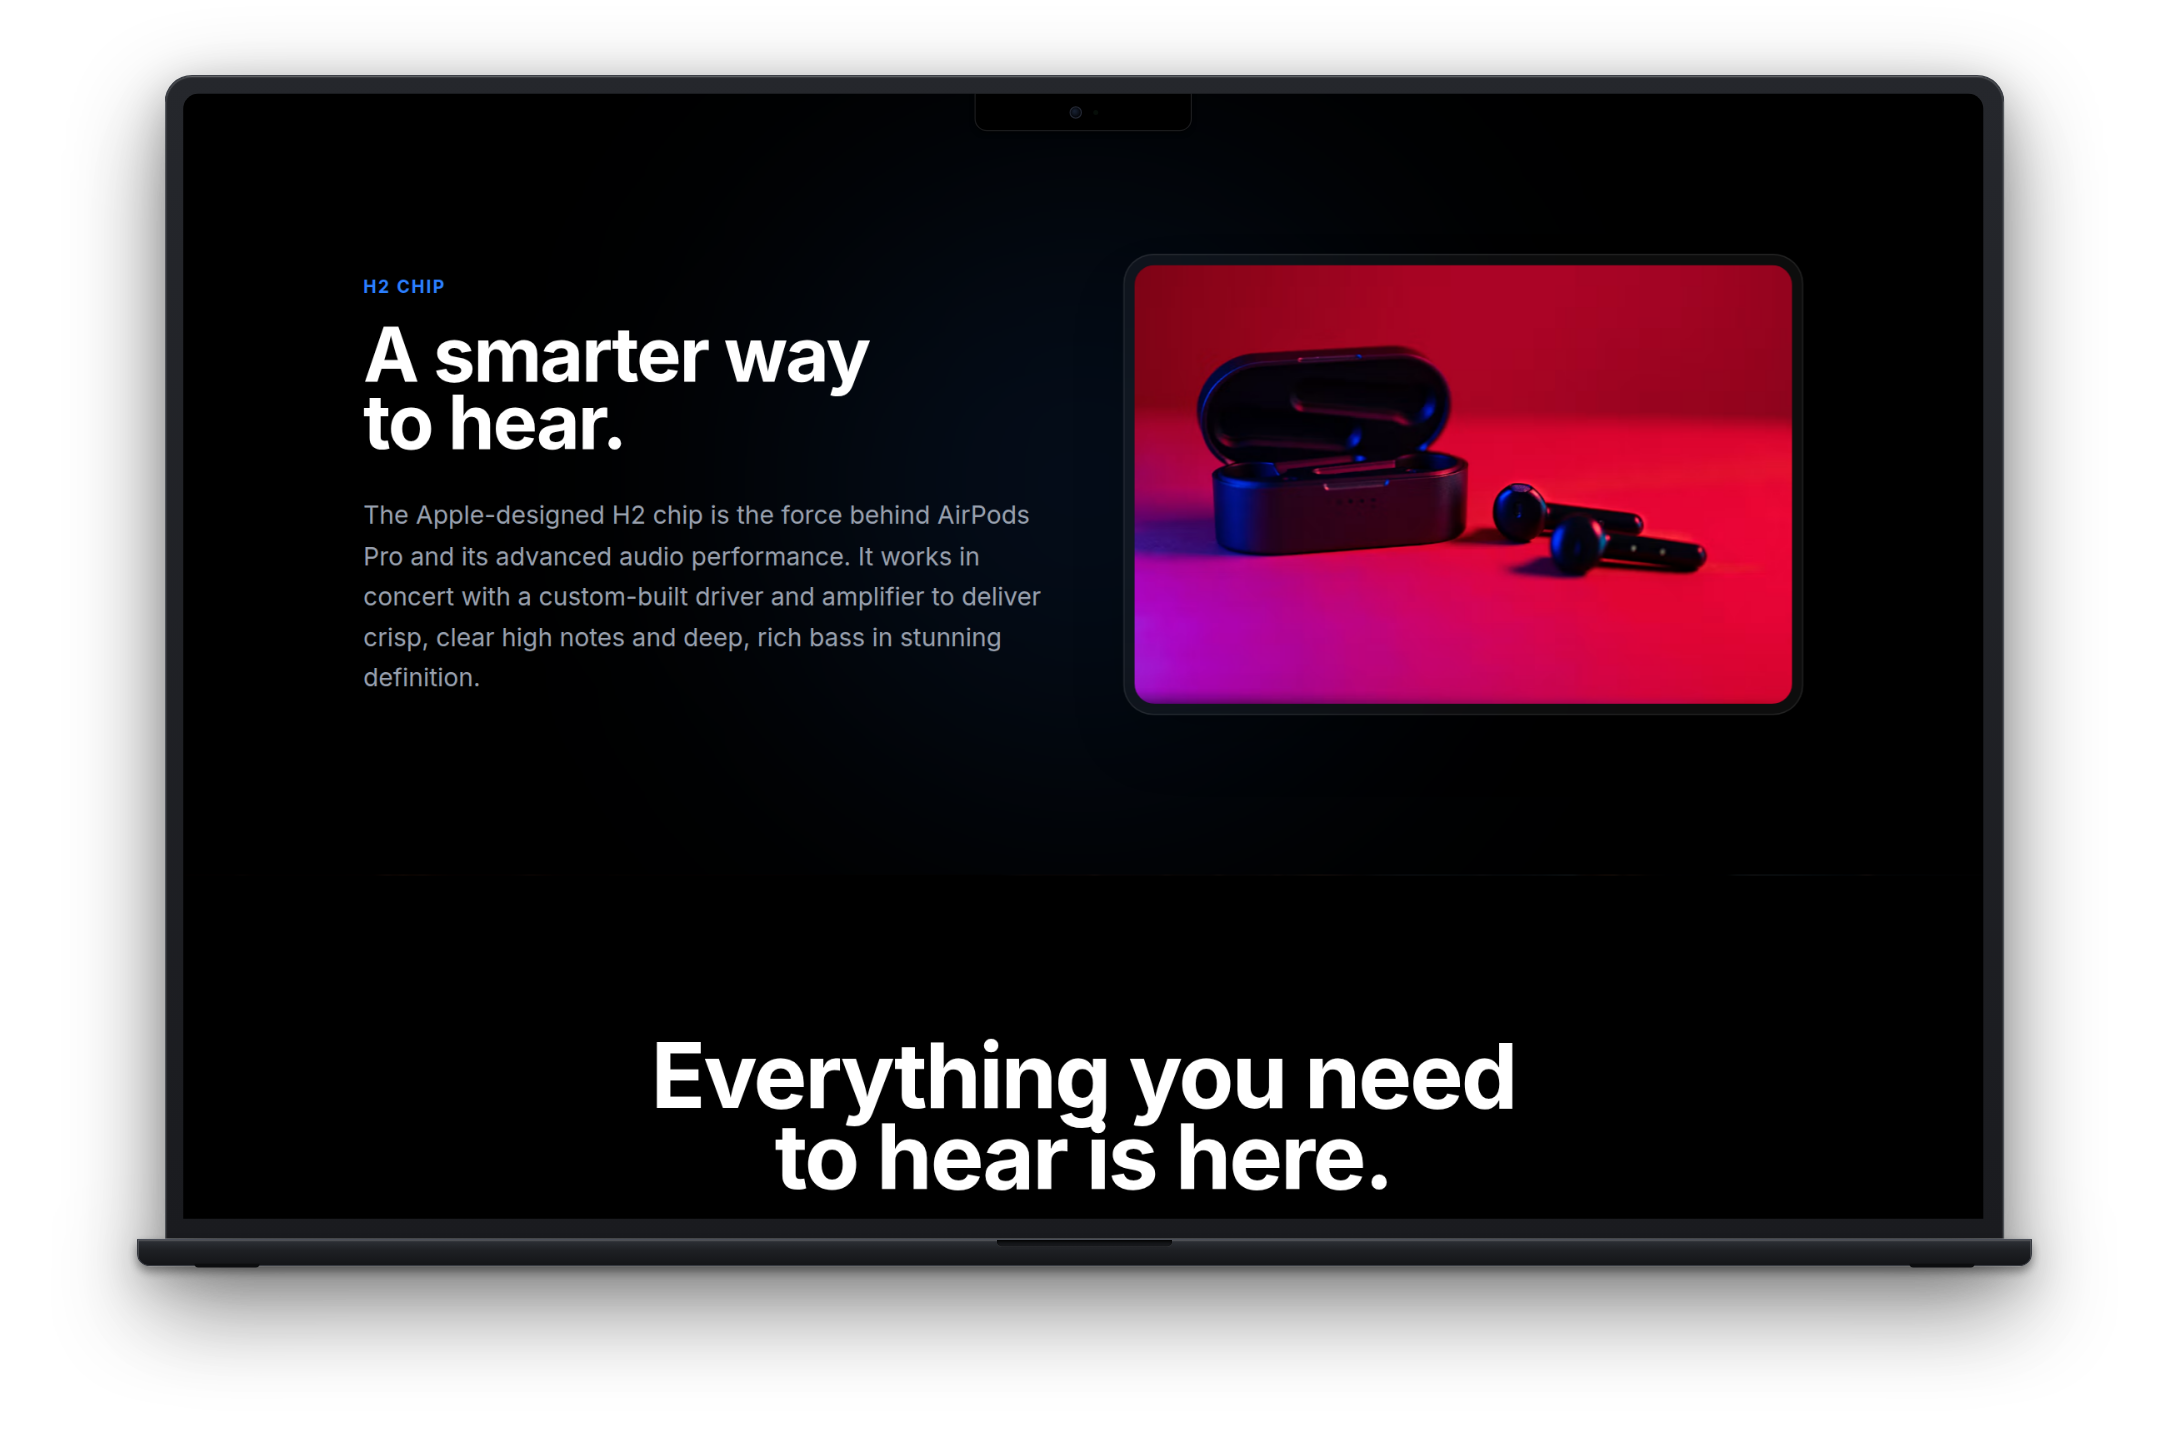 H2 CHIP
A smarter way
to hear.
The Apple-designed H2 chip is the force behind AirPods
Pro and its advanced audio performance. It works in
concert with a custom-built driver and amplifier to deliver
crisp, clear high notes and deep, rich bass in stunning
definition.
Everything you need
to hear is here.